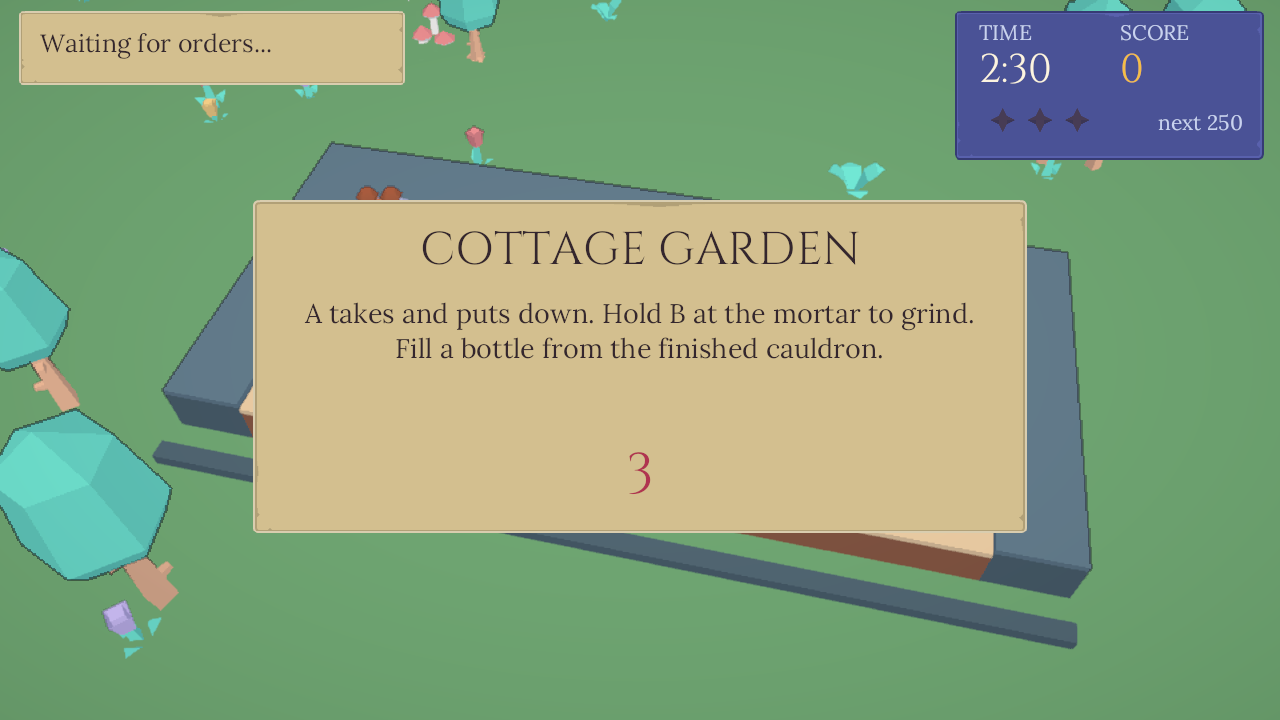 Waiting for orders...
TIME SCORE
2:30 0
next 250
COTTAGE GARDEN
A takes and puts down. Hold B at the mortar to grind.
Fill a bottle from the finished cauldron.
3